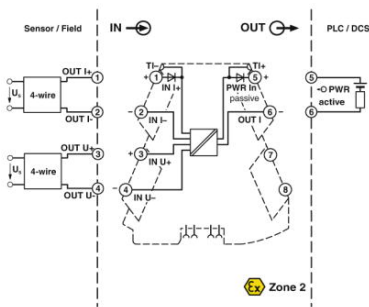 Sensor / Field
IN
OUT
PLC / DCS
TI–
TI+
OUT I+
1
1
+
IN I+
PWR In
passive
5
+
5
+
PWR
active
Us
4-wire
OUT I-
2
–
2
IN I–
OUT I
6
–
6
–
OUT U+
3
+
3
IN U+
7
Us
4-wire
OUT U-
4
–
4
IN U–
8
Ex
Zone 2